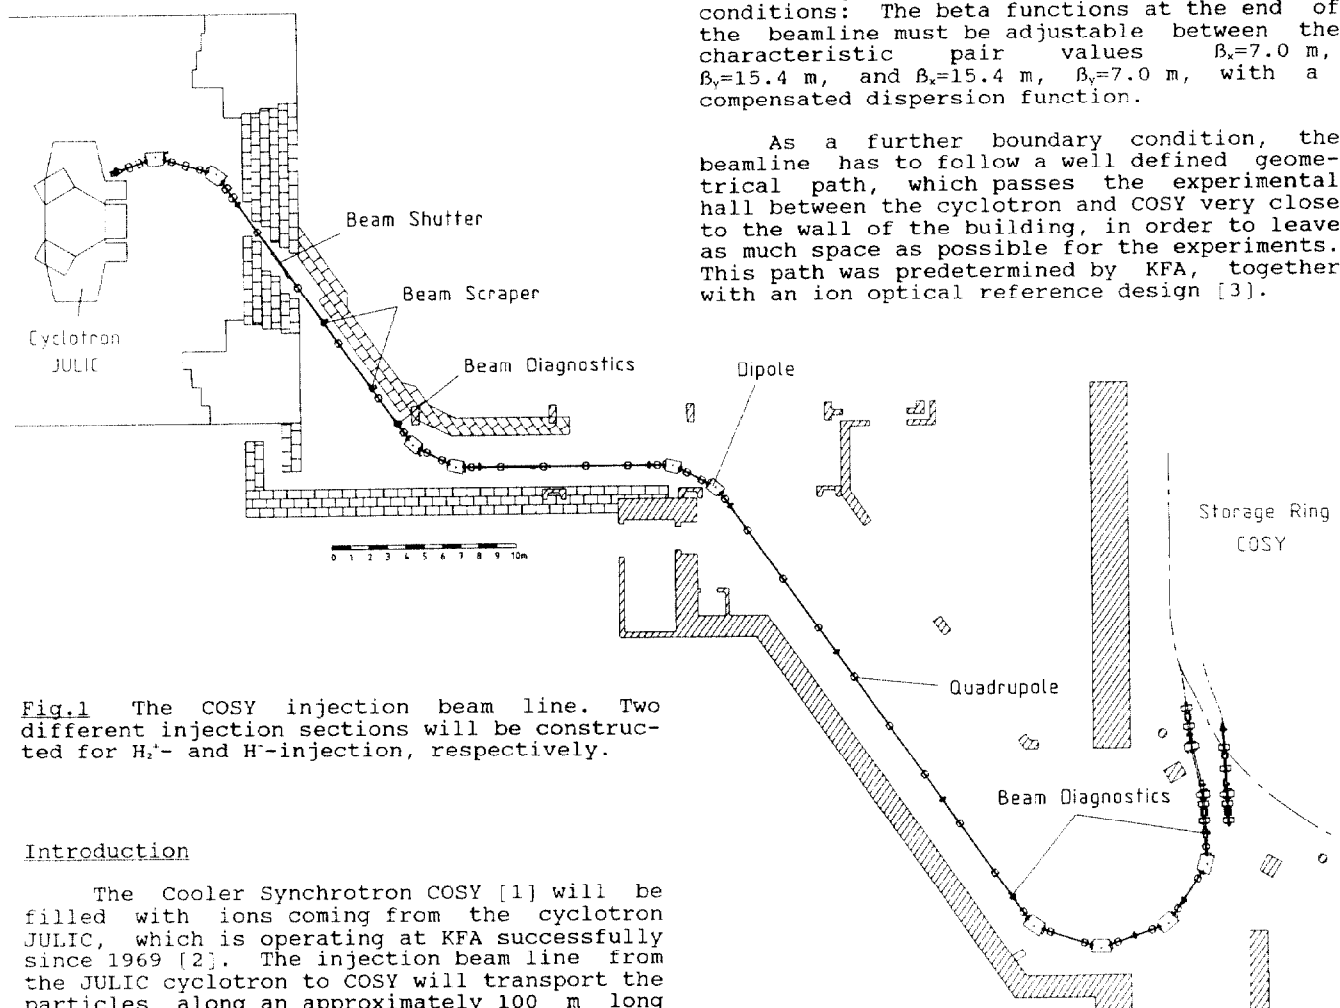 conditions: The beta functions at the end of
the beamline must be adjustable between the
characteristic pair values ßₓ=7.0 m,
ßᵧ=15.4 m, and ßₓ=15.4 m, ßᵧ=7.0 m, with a
compensated dispersion function.
As a further boundary condition, the
beamline has to follow a well defined geome-
trical path, which passes the experimental
hall between the cyclotron and COSY very close
to the wall of the building, in order to leave
as much space as possible for the experiments.
This path was predetermined by KFA, together
with an ion optical reference design [3].
Beam Shutter
Beam Scraper
Cyclotron
JULIC
Beam Diagnostics
Dipole
Storage Ring
COSY
0 1 2 3 4 5 6 7 8 9 10m
Quadrupole
Beam Diagnostics
Fig.1 The COSY injection beam line. Two
different injection sections will be construc-
ted for H₂⁺- and H⁻-injection, respectively.
Introduction
The Cooler Synchrotron COSY [1] will be
filled with ions coming from the cyclotron
JULIC, which is operating at KFA successfully
since 1969 [2]. The injection beam line from
the JULIC cyclotron to COSY will transport the
particles along an approximately 100 m long